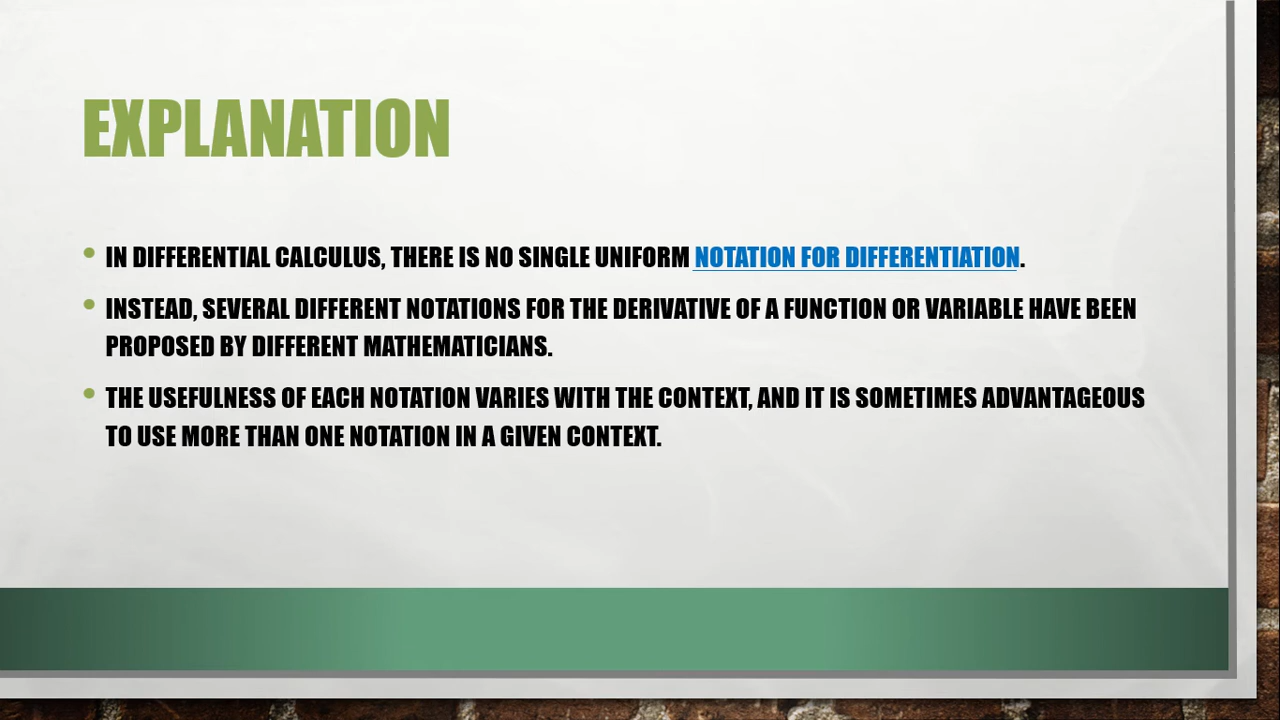 EXPLANATION
• IN DIFFERENTIAL CALCULUS, THERE IS NO SINGLE UNIFORM NOTATION FOR DIFFERENTIATION.
• INSTEAD, SEVERAL DIFFERENT NOTATIONS FOR THE DERIVATIVE OF A FUNCTION OR VARIABLE HAVE BEEN
PROPOSED BY DIFFERENT MATHEMATICIANS.
• THE USEFULNESS OF EACH NOTATION VARIES WITH THE CONTEXT, AND IT IS SOMETIMES ADVANTAGEOUS
TO USE MORE THAN ONE NOTATION IN A GIVEN CONTEXT.